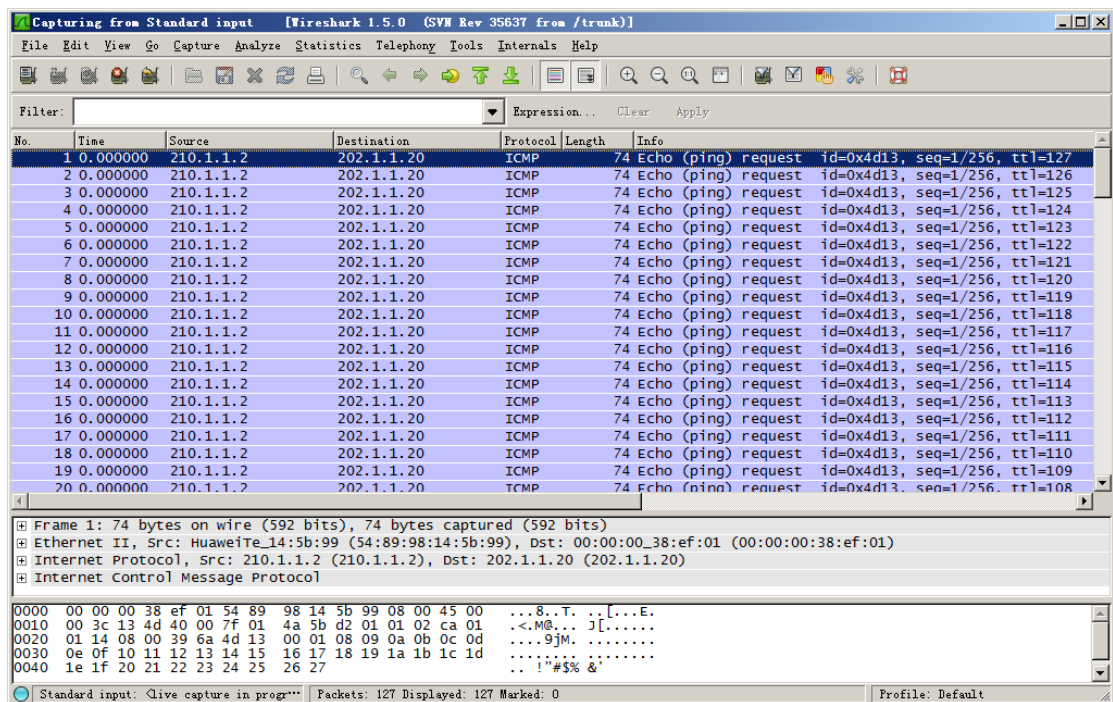 Capturing from Standard input [Wireshark 1.5.0 (SVN Rev 35637 from /trunk)]
File Edit View Go Capture Analyze Statistics Telephony Tools Internals Help
Filter: Expression... Clear Apply
No. Time Source Destination Protocol Length Info
1 0.000000 210.1.1.2 202.1.1.20 ICMP 74 Echo (ping) request id=0x4d13, seq=1/256, ttl=127
2 0.000000 210.1.1.2 202.1.1.20 ICMP 74 Echo (ping) request id=0x4d13, seq=1/256, ttl=126
3 0.000000 210.1.1.2 202.1.1.20 ICMP 74 Echo (ping) request id=0x4d13, seq=1/256, ttl=125
4 0.000000 210.1.1.2 202.1.1.20 ICMP 74 Echo (ping) request id=0x4d13, seq=1/256, ttl=124
5 0.000000 210.1.1.2 202.1.1.20 ICMP 74 Echo (ping) request id=0x4d13, seq=1/256, ttl=123
6 0.000000 210.1.1.2 202.1.1.20 ICMP 74 Echo (ping) request id=0x4d13, seq=1/256, ttl=122
7 0.000000 210.1.1.2 202.1.1.20 ICMP 74 Echo (ping) request id=0x4d13, seq=1/256, ttl=121
8 0.000000 210.1.1.2 202.1.1.20 ICMP 74 Echo (ping) request id=0x4d13, seq=1/256, ttl=120
9 0.000000 210.1.1.2 202.1.1.20 ICMP 74 Echo (ping) request id=0x4d13, seq=1/256, ttl=119
10 0.000000 210.1.1.2 202.1.1.20 ICMP 74 Echo (ping) request id=0x4d13, seq=1/256, ttl=118
11 0.000000 210.1.1.2 202.1.1.20 ICMP 74 Echo (ping) request id=0x4d13, seq=1/256, ttl=117
12 0.000000 210.1.1.2 202.1.1.20 ICMP 74 Echo (ping) request id=0x4d13, seq=1/256, ttl=116
13 0.000000 210.1.1.2 202.1.1.20 ICMP 74 Echo (ping) request id=0x4d13, seq=1/256, ttl=115
14 0.000000 210.1.1.2 202.1.1.20 ICMP 74 Echo (ping) request id=0x4d13, seq=1/256, ttl=114
15 0.000000 210.1.1.2 202.1.1.20 ICMP 74 Echo (ping) request id=0x4d13, seq=1/256, ttl=113
16 0.000000 210.1.1.2 202.1.1.20 ICMP 74 Echo (ping) request id=0x4d13, seq=1/256, ttl=112
17 0.000000 210.1.1.2 202.1.1.20 ICMP 74 Echo (ping) request id=0x4d13, seq=1/256, ttl=111
18 0.000000 210.1.1.2 202.1.1.20 ICMP 74 Echo (ping) request id=0x4d13, seq=1/256, ttl=110
19 0.000000 210.1.1.2 202.1.1.20 ICMP 74 Echo (ping) request id=0x4d13, seq=1/256, ttl=109
20 0.000000 210.1.1.2 202.1.1.20 ICMP 74 Echo (ping) request id=0x4d13, seq=1/256, ttl=108
Frame 1: 74 bytes on wire (592 bits), 74 bytes captured (592 bits)
Ethernet II, Src: HuaweiTe_14:5b:99 (54:89:98:14:5b:99), Dst: 00:00:00_38:ef:01 (00:00:00:38:ef:01)
Internet Protocol, Src: 210.1.1.2 (210.1.1.2), Dst: 202.1.1.20 (202.1.1.20)
Internet Control Message Protocol
0000 00 00 00 38 ef 01 54 89 98 14 5b 99 08 00 45 00 ...8..T. ..[...E.
0010 00 3c 13 4d 40 00 7f 01 4a 5b d2 01 01 02 ca 01 .<.M@... J[......
0020 01 14 08 00 39 6a 4d 13 00 01 08 09 0a 0b 0c 0d ....9jM. ........
0030 0e 0f 10 11 12 13 14 15 16 17 18 19 1a 1b 1c 1d ........ ........
0040 1e 1f 20 21 22 23 24 25 26 27 .. !"#$% &'
Standard input: <live capture in progr... Packets: 127 Displayed: 127 Marked: 0 Profile: Default